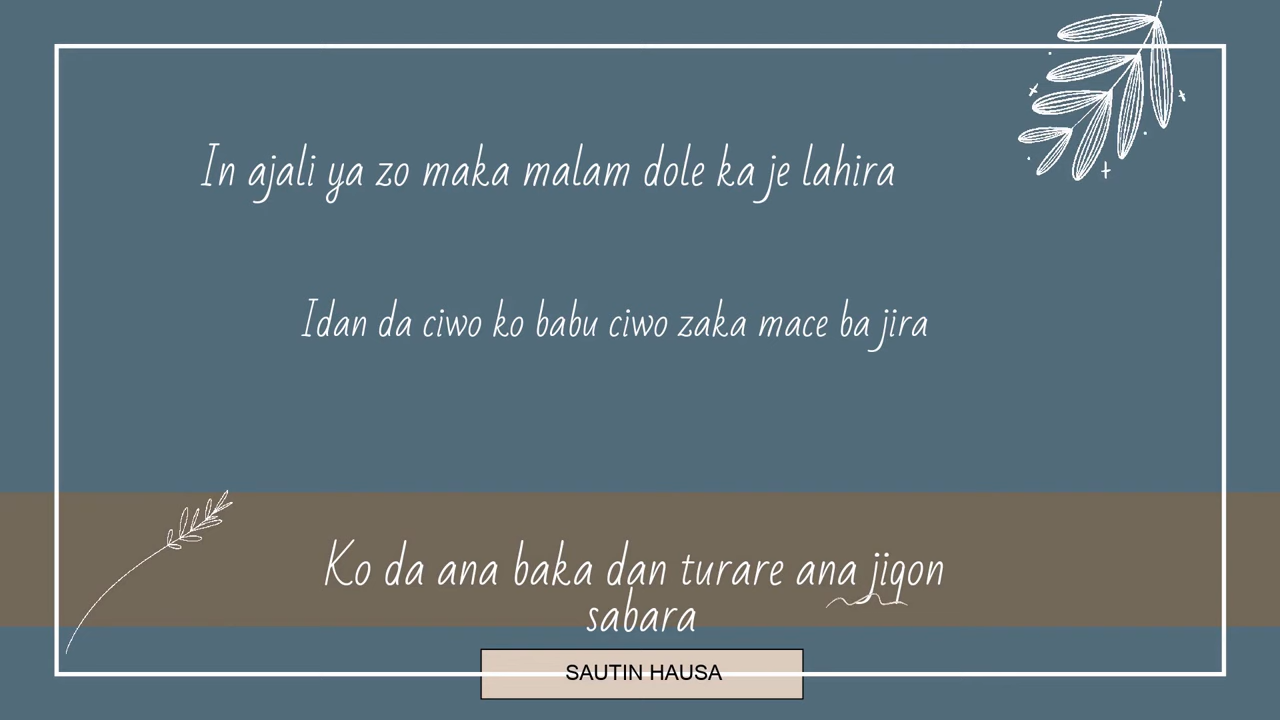 In ajali ya zo maka malam dole ka je lahira
Idan da ciwo ko babu ciwo zaka mace ba jira
Ko da ana baka dan turare ana jiqon
sabara
SAUTIN HAUSA